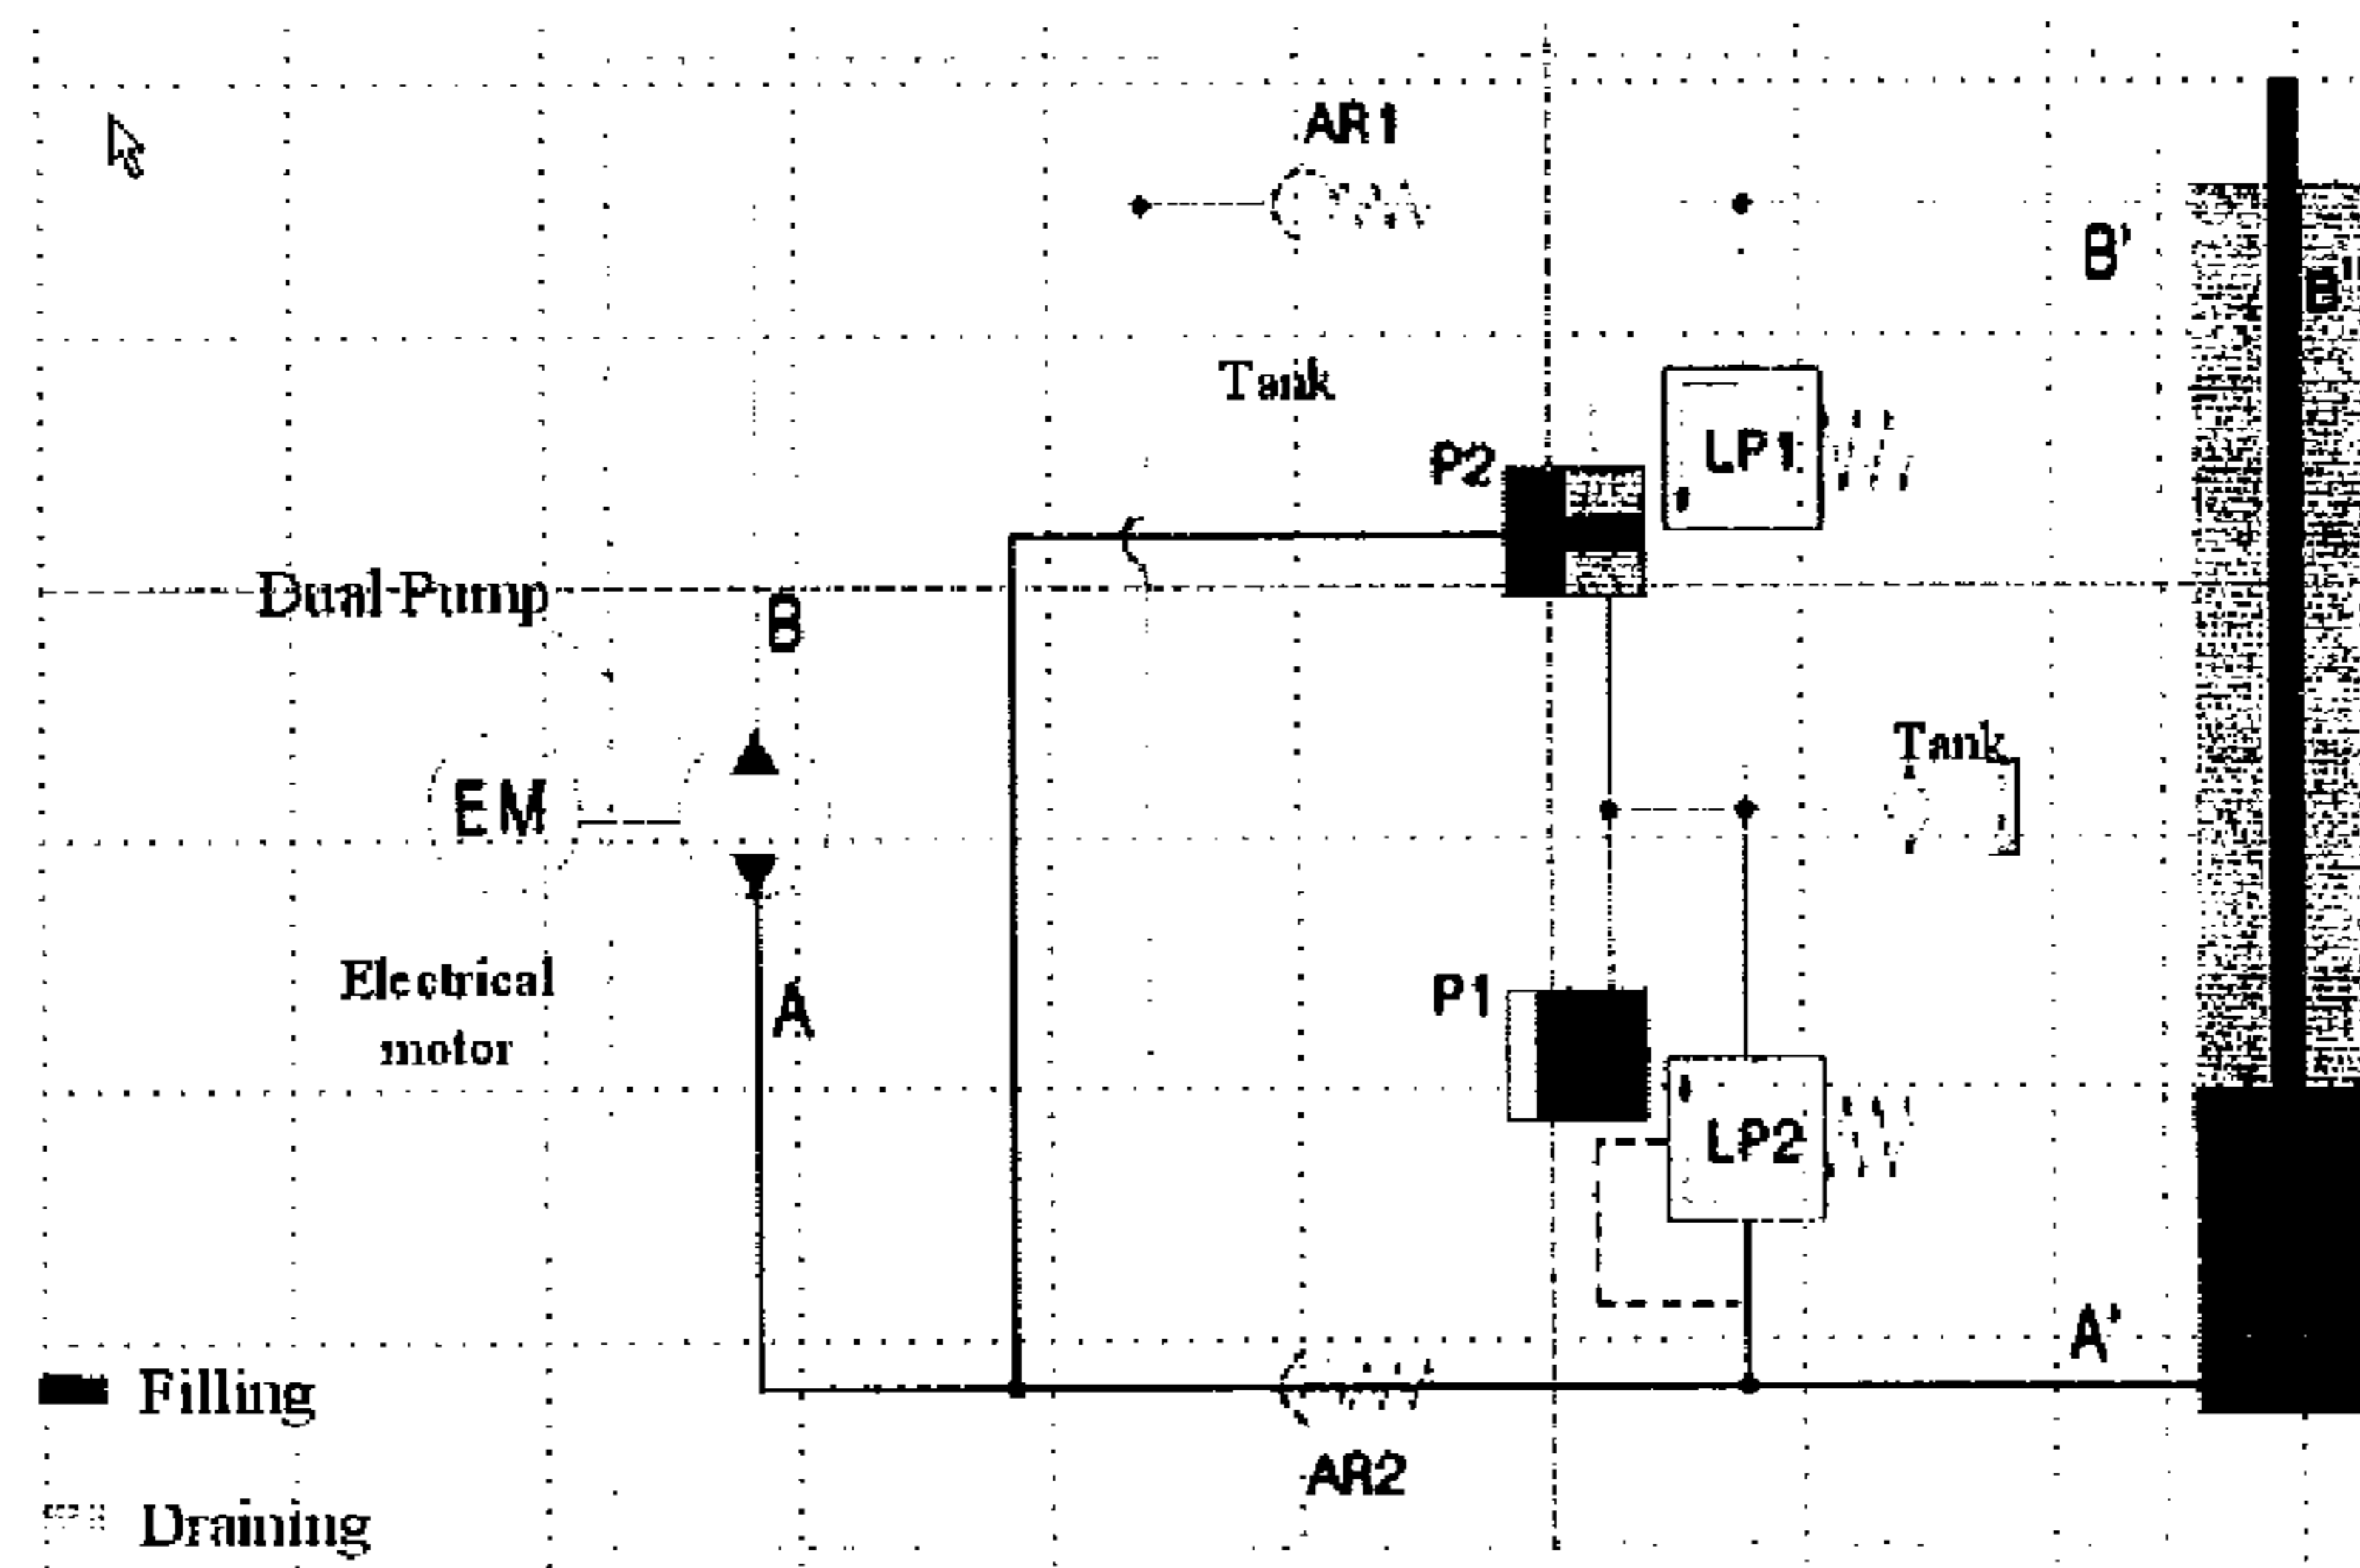 AR1
B'
B"
Tank
P2
LP1
Dual-Pump
B
Tank
EM
Electrical
motor
A
P1
LP2
A'
Filling
AR2
Draining